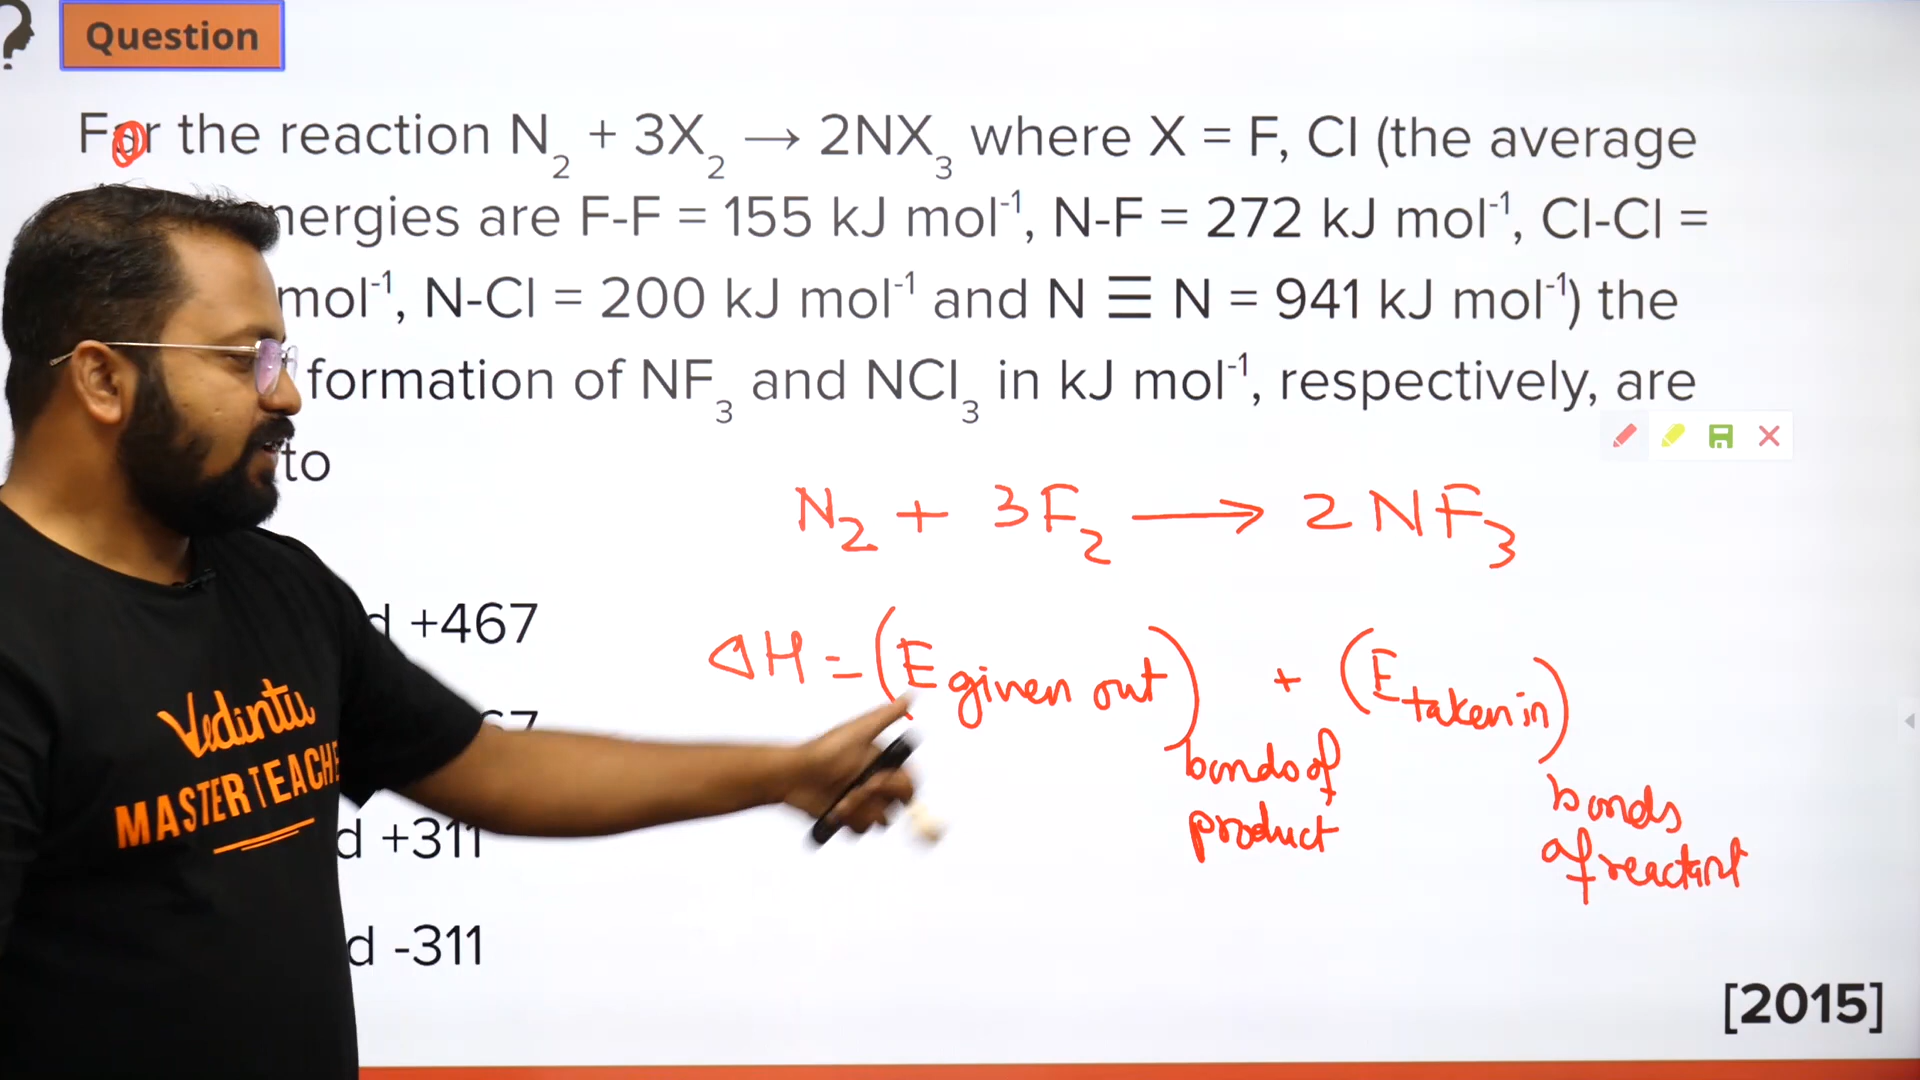 Question
For the reaction N₂ + 3X₂ → 2NX₃ where X = F, Cl (the average
nergies are F-F = 155 kJ mol⁻¹, N-F = 272 kJ mol⁻¹, Cl-Cl =
mol⁻¹, N-Cl = 200 kJ mol⁻¹ and N ≡ N = 941 kJ mol⁻¹) the
formation of NF₃ and NCl₃ in kJ mol⁻¹, respectively, are
to
N₂ + 3F₂ → 2NF₃
d +467
ΔH = (E given out) + (E taken in)
bonds of
product
bonds
of reactant
67
d +311
d -311
Vedantu
MASTER TEACHE
[2015]